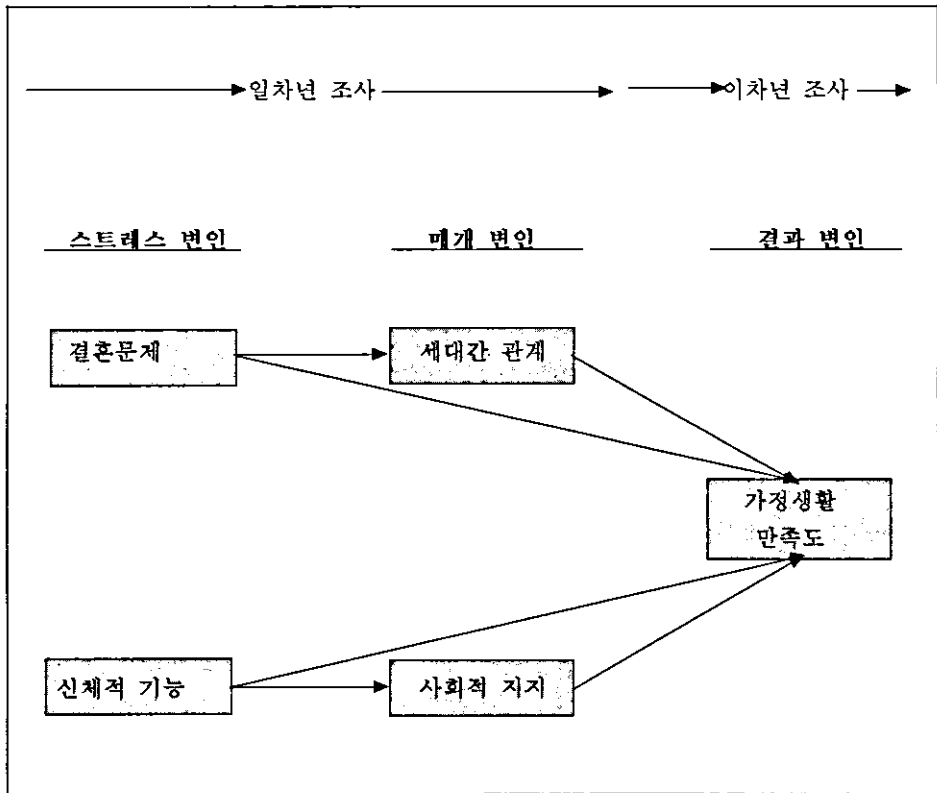 일차년 조사
이차년 조사
스트레스 변인
매개 변인
결과 변인
결혼문제
세대간 관계
가정생활
만족도
신체적 기능
사회적 지지